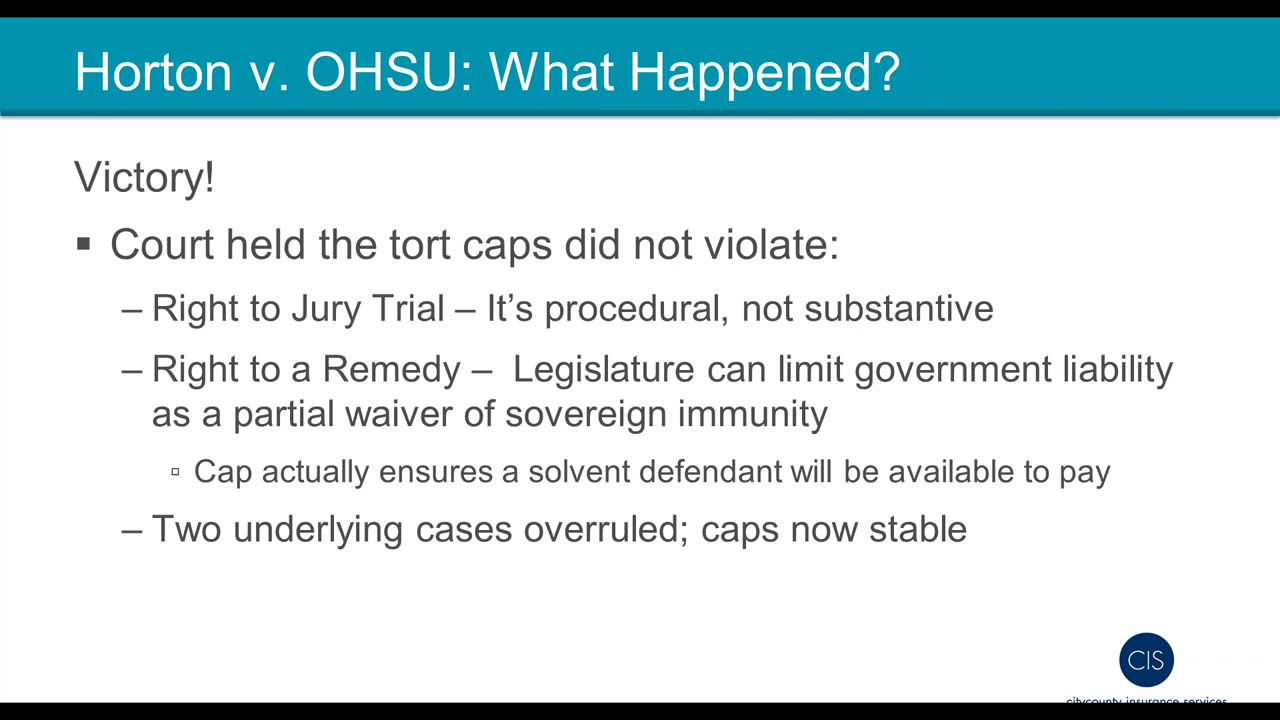 Horton v. OHSU: What Happened?
Victory!
▪ Court held the tort caps did not violate:
– Right to Jury Trial – It’s procedural, not substantive
– Right to a Remedy –  Legislature can limit government liability
as a partial waiver of sovereign immunity
▫ Cap actually ensures a solvent defendant will be available to pay
– Two underlying cases overruled; caps now stable
CIS
citycounty insurance services